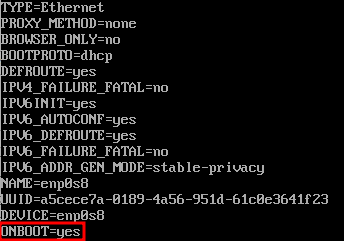 TYPE=Ethernet
PROXY_METHOD=none
BROWSER_ONLY=no
BOOTPROTO=dhcp
DEFROUTE=yes
IPV4_FAILURE_FATAL=no
IPV6INIT=yes
IPV6_AUTOCONF=yes
IPV6_DEFROUTE=yes
IPV6_FAILURE_FATAL=no
IPV6_ADDR_GEN_MODE=stable-privacy
NAME=enp0s8
UUID=a5cece7a-0189-4a56-951d-61c0e3641f23
DEVICE=enp0s8
ONBOOT=yes